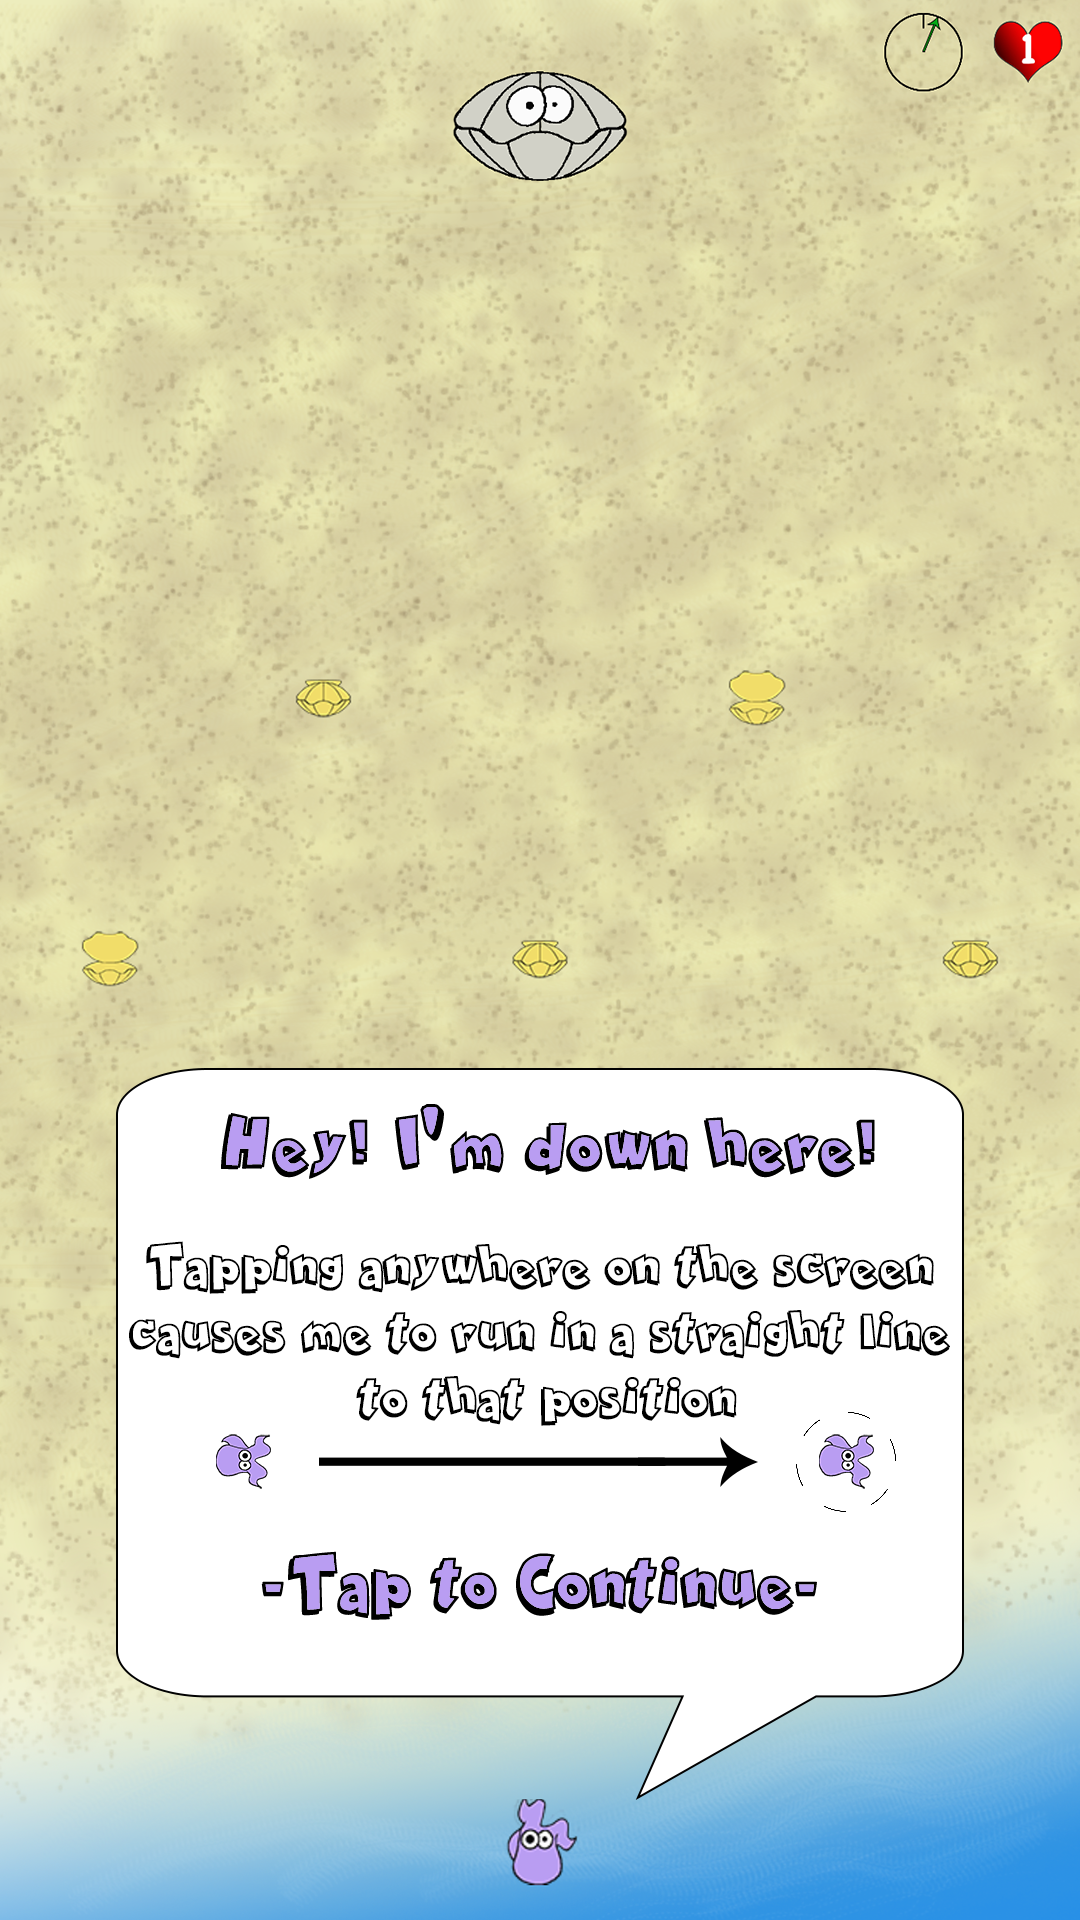 1
Hey! I'm down here!
Tapping anywhere on the screen
causes me to run in a straight line
to that position
-Tap to Continue-